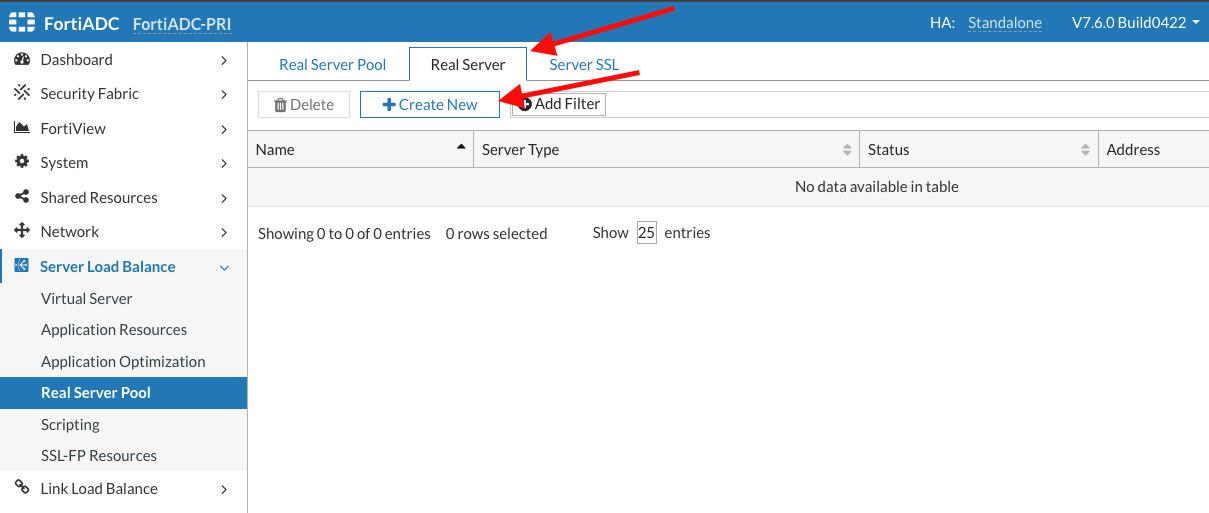 FortiADC FortiADC-PRI HA: Standalone V7.6.0 Build0422
Dashboard
Security Fabric
FortiView
System
Shared Resources
Network
Server Load Balance
Virtual Server
Application Resources
Application Optimization
Real Server Pool
Scripting
SSL-FP Resources
Link Load Balance
Real Server Pool Real Server Server SSL
Delete Create New Add Filter
Name Server Type Status Address
No data available in table
Showing 0 to 0 of 0 entries 0 rows selected Show 25 entries